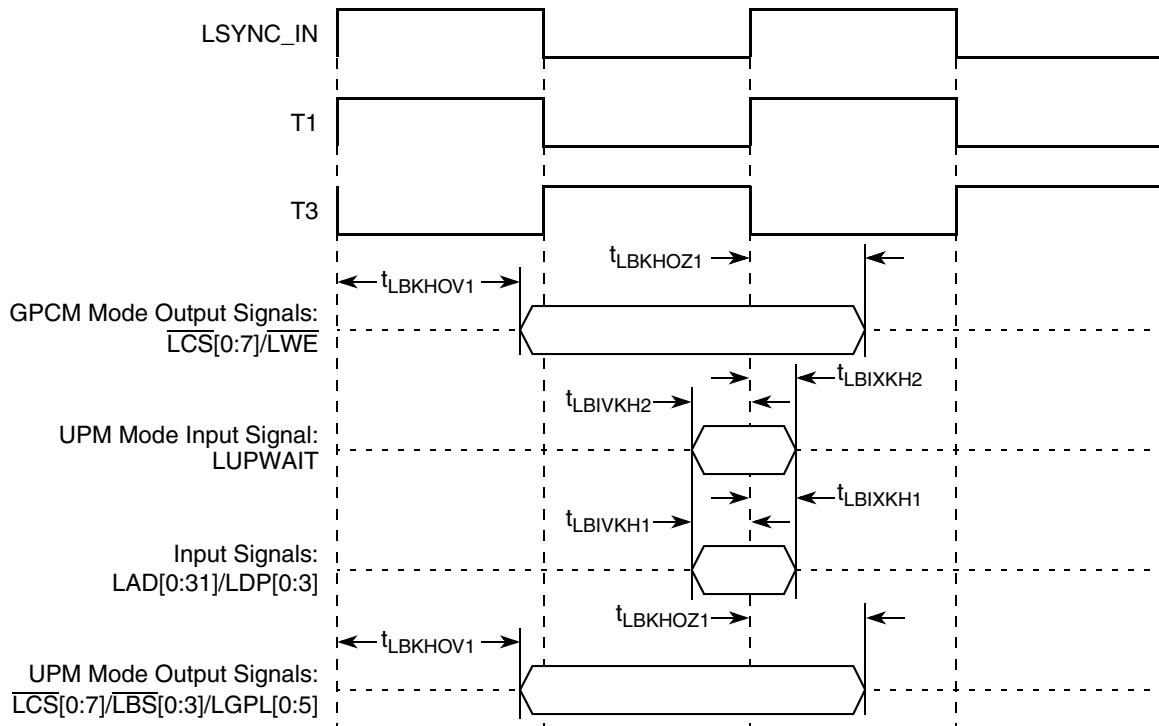 LSYNC_IN
T1
T3
tLBKHOZ1
tLBKHOV1
GPCM Mode Output Signals:
LCS[0:7]/LWE
tLBIXKH2
tLBIVKH2
UPM Mode Input Signal:
LUPWAIT
tLBIXKH1
tLBIVKH1
Input Signals:
LAD[0:31]/LDP[0:3]
tLBKHOZ1
tLBKHOV1
UPM Mode Output Signals:
LCS[0:7]/LBS[0:3]/LGPL[0:5]